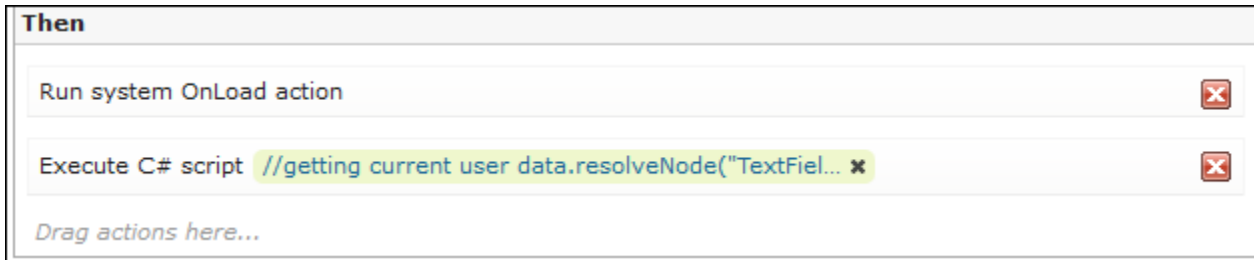 Then
Run system OnLoad action
Execute C# script //getting current user data.resolveNode("TextFiel...
Drag actions here...